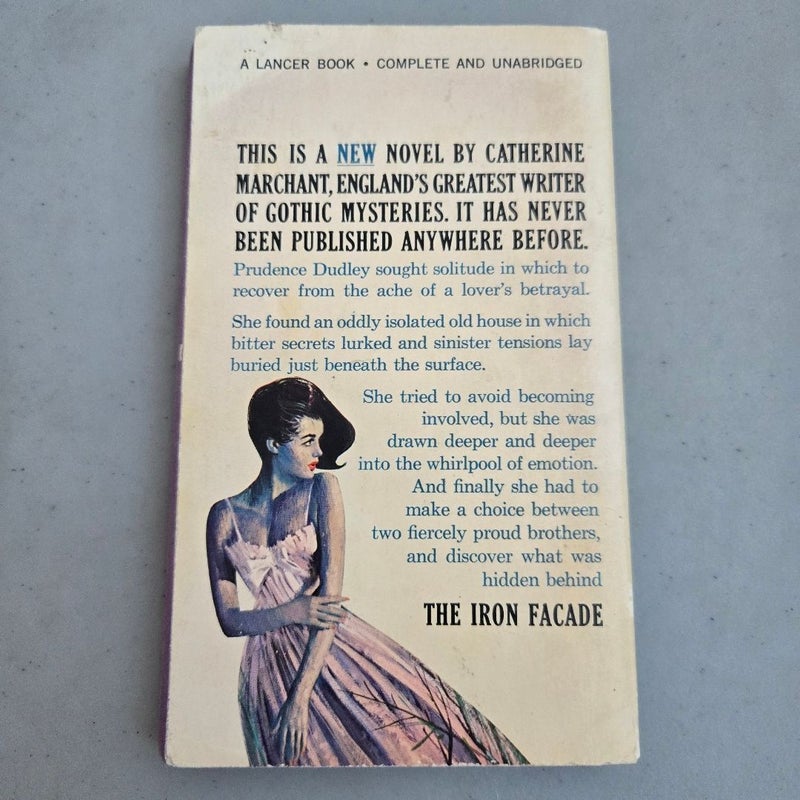 A LANCER BOOK • COMPLETE AND UNABRIDGED
THIS IS A NEW NOVEL BY CATHERINE
MARCHANT, ENGLAND'S GREATEST WRITER
OF GOTHIC MYSTERIES. IT HAS NEVER
BEEN PUBLISHED ANYWHERE BEFORE.
Prudence Dudley sought solitude in which to
recover from the ache of a lover's betrayal.
She found an oddly isolated old house in which
bitter secrets lurked and sinister tensions lay
buried just beneath the surface.
She tried to avoid becoming
involved, but she was
drawn deeper and deeper
into the whirlpool of emotion.
And finally she had to
make a choice between
two fiercely proud brothers,
and discover what was
hidden behind
THE IRON FACADE